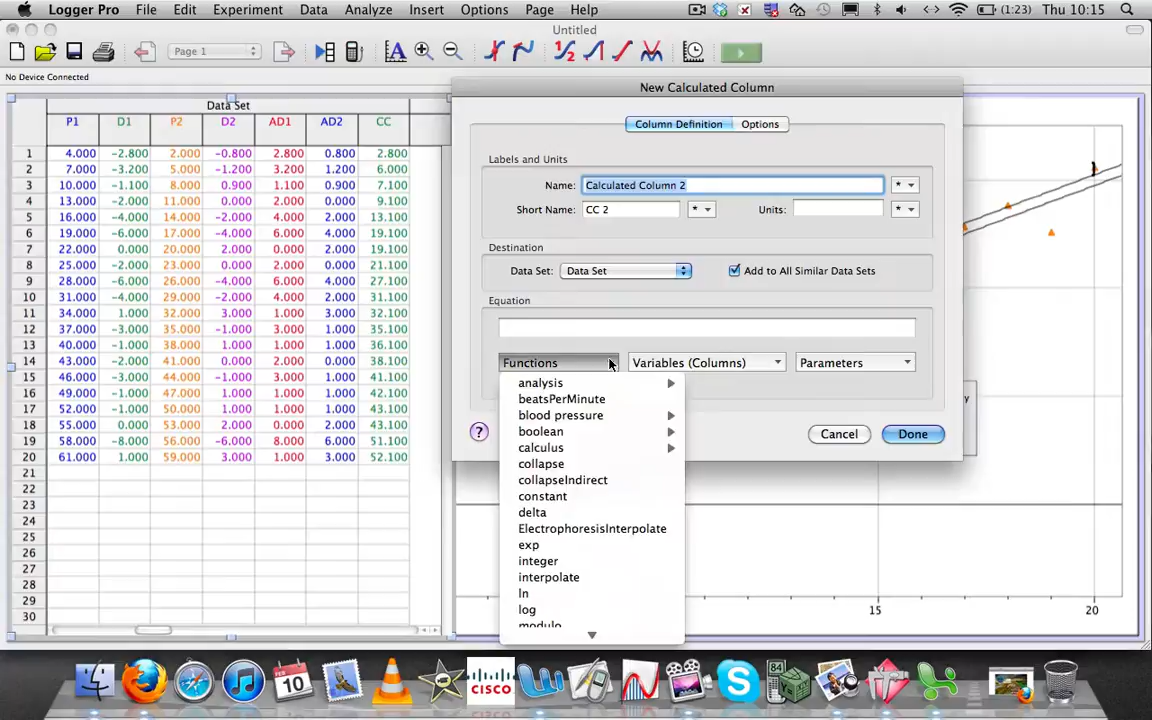 Logger Pro File Edit Experiment Data Analyze Insert Options Page Help (1:23) Thu 10:15
Untitled
Page 1
No Device Connected
Data Set
P1 D1 P2 D2 AD1 AD2 CC
1 4.000 -2.800 2.000 -0.800 2.800 0.800 2.800
2 7.000 -3.200 5.000 -1.200 3.200 1.200 6.000
3 10.000 -1.100 8.000 0.900 1.100 0.900 7.100
4 13.000 -2.000 11.000 0.000 2.000 0.000 9.100
5 16.000 -4.000 14.000 -2.000 4.000 2.000 13.100
6 19.000 -6.000 17.000 -4.000 6.000 4.000 19.100
7 22.000 0.000 20.000 2.000 0.000 2.000 19.100
8 25.000 -2.000 23.000 0.000 2.000 0.000 21.100
9 28.000 -6.000 26.000 -4.000 6.000 4.000 27.100
10 31.000 -4.000 29.000 -2.000 4.000 2.000 31.100
11 34.000 1.000 32.000 3.000 1.000 3.000 32.100
12 37.000 -3.000 35.000 -1.000 3.000 1.000 35.100
13 40.000 -3.000 38.000 -1.000 3.000 1.000 38.100
14 43.000 -2.000 41.000 0.000 0.000 2.000 38.100
15 46.000 -3.000 44.000 -1.000 3.000 1.000 41.100
16 49.000 -1.000 47.000 1.000 1.000 1.000 42.100
17 52.000 -1.000 50.000 1.000 1.000 1.000 43.100
18 55.000 0.000 53.000 2.000 0.000 2.000 43.100
19 58.000 -8.000 56.000 -6.000 8.000 6.000 51.100
20 61.000 1.000 59.000 3.000 1.000 3.000 52.100
21
22
23
24
25
26
27
28
29
30
New Calculated Column
Column Definition Options
Labels and Units
Name: Calculated Column 2 *
Short Name: CC 2 * Units: *
Destination
Data Set: Data Set Add to All Similar Data Sets
Equation
Functions Variables (Columns) Parameters
analysis
beatsPerMinute
blood pressure
boolean
calculus
collapse
collapseIndirect
constant
delta
ElectrophoresisInterpolate
exp
integer
interpolate
ln
log
modulo
? Cancel Done
y
15 20
10
CISCO
84